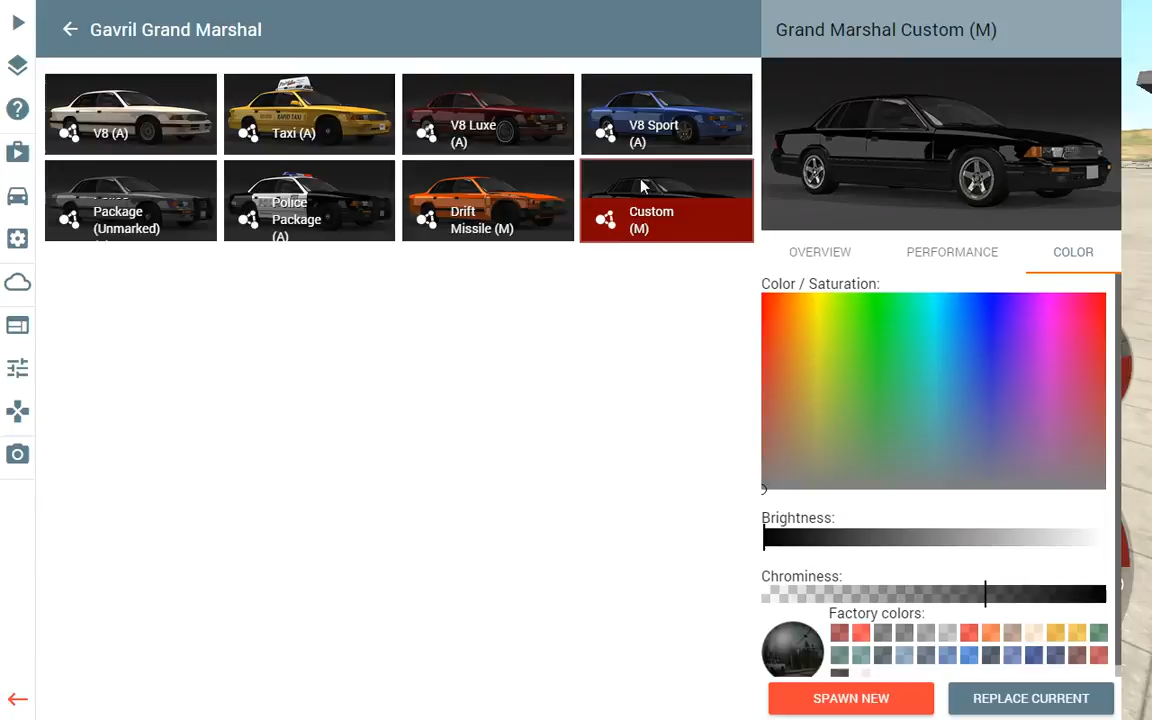 Gavril Grand Marshal
Grand Marshal Custom (M)
V8 (A)
Taxi (A)
V8 Luxe
(A)
V8 Sport
(A)
Package
(Unmarked)
Police
Package
(A)
Drift
Missile (M)
Custom
(M)
OVERVIEW
PERFORMANCE
COLOR
Color / Saturation:
Brightness:
Chrominess:
Factory colors:
SPAWN NEW
REPLACE CURRENT